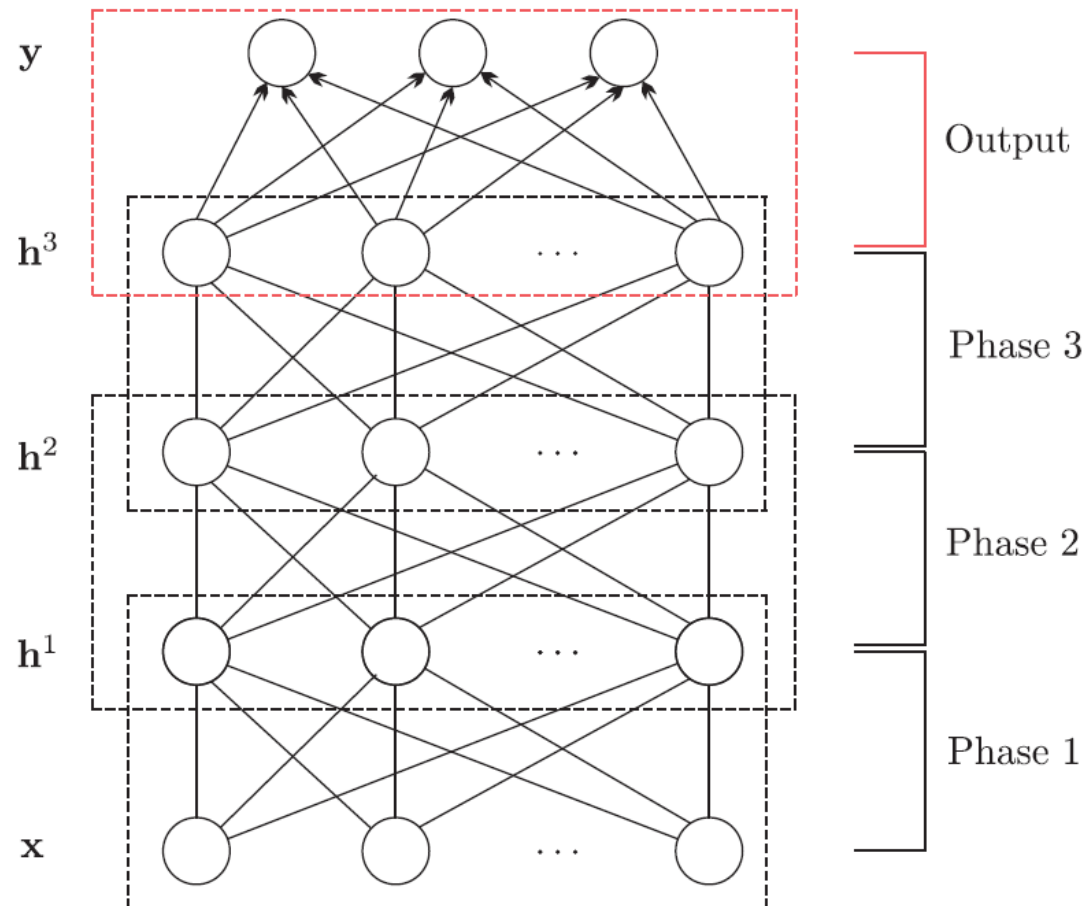 y
Output
h³
· · ·
Phase 3
h²
· · ·
Phase 2
h¹
· · ·
Phase 1
x
· · ·